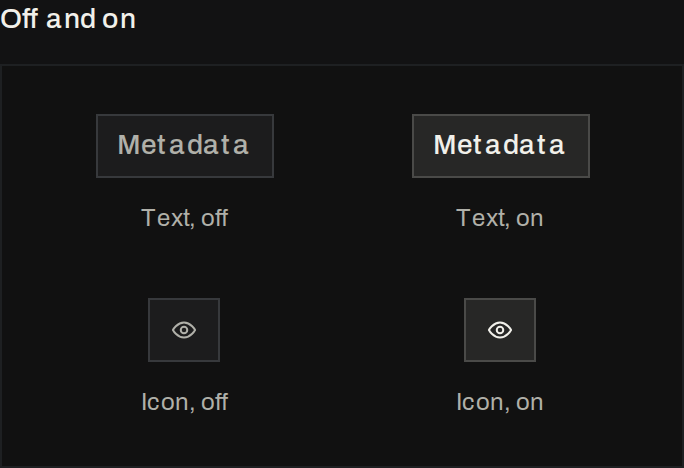 Off and on
Metadata
Metadata
Text, off
Text, on
Icon, off
Icon, on